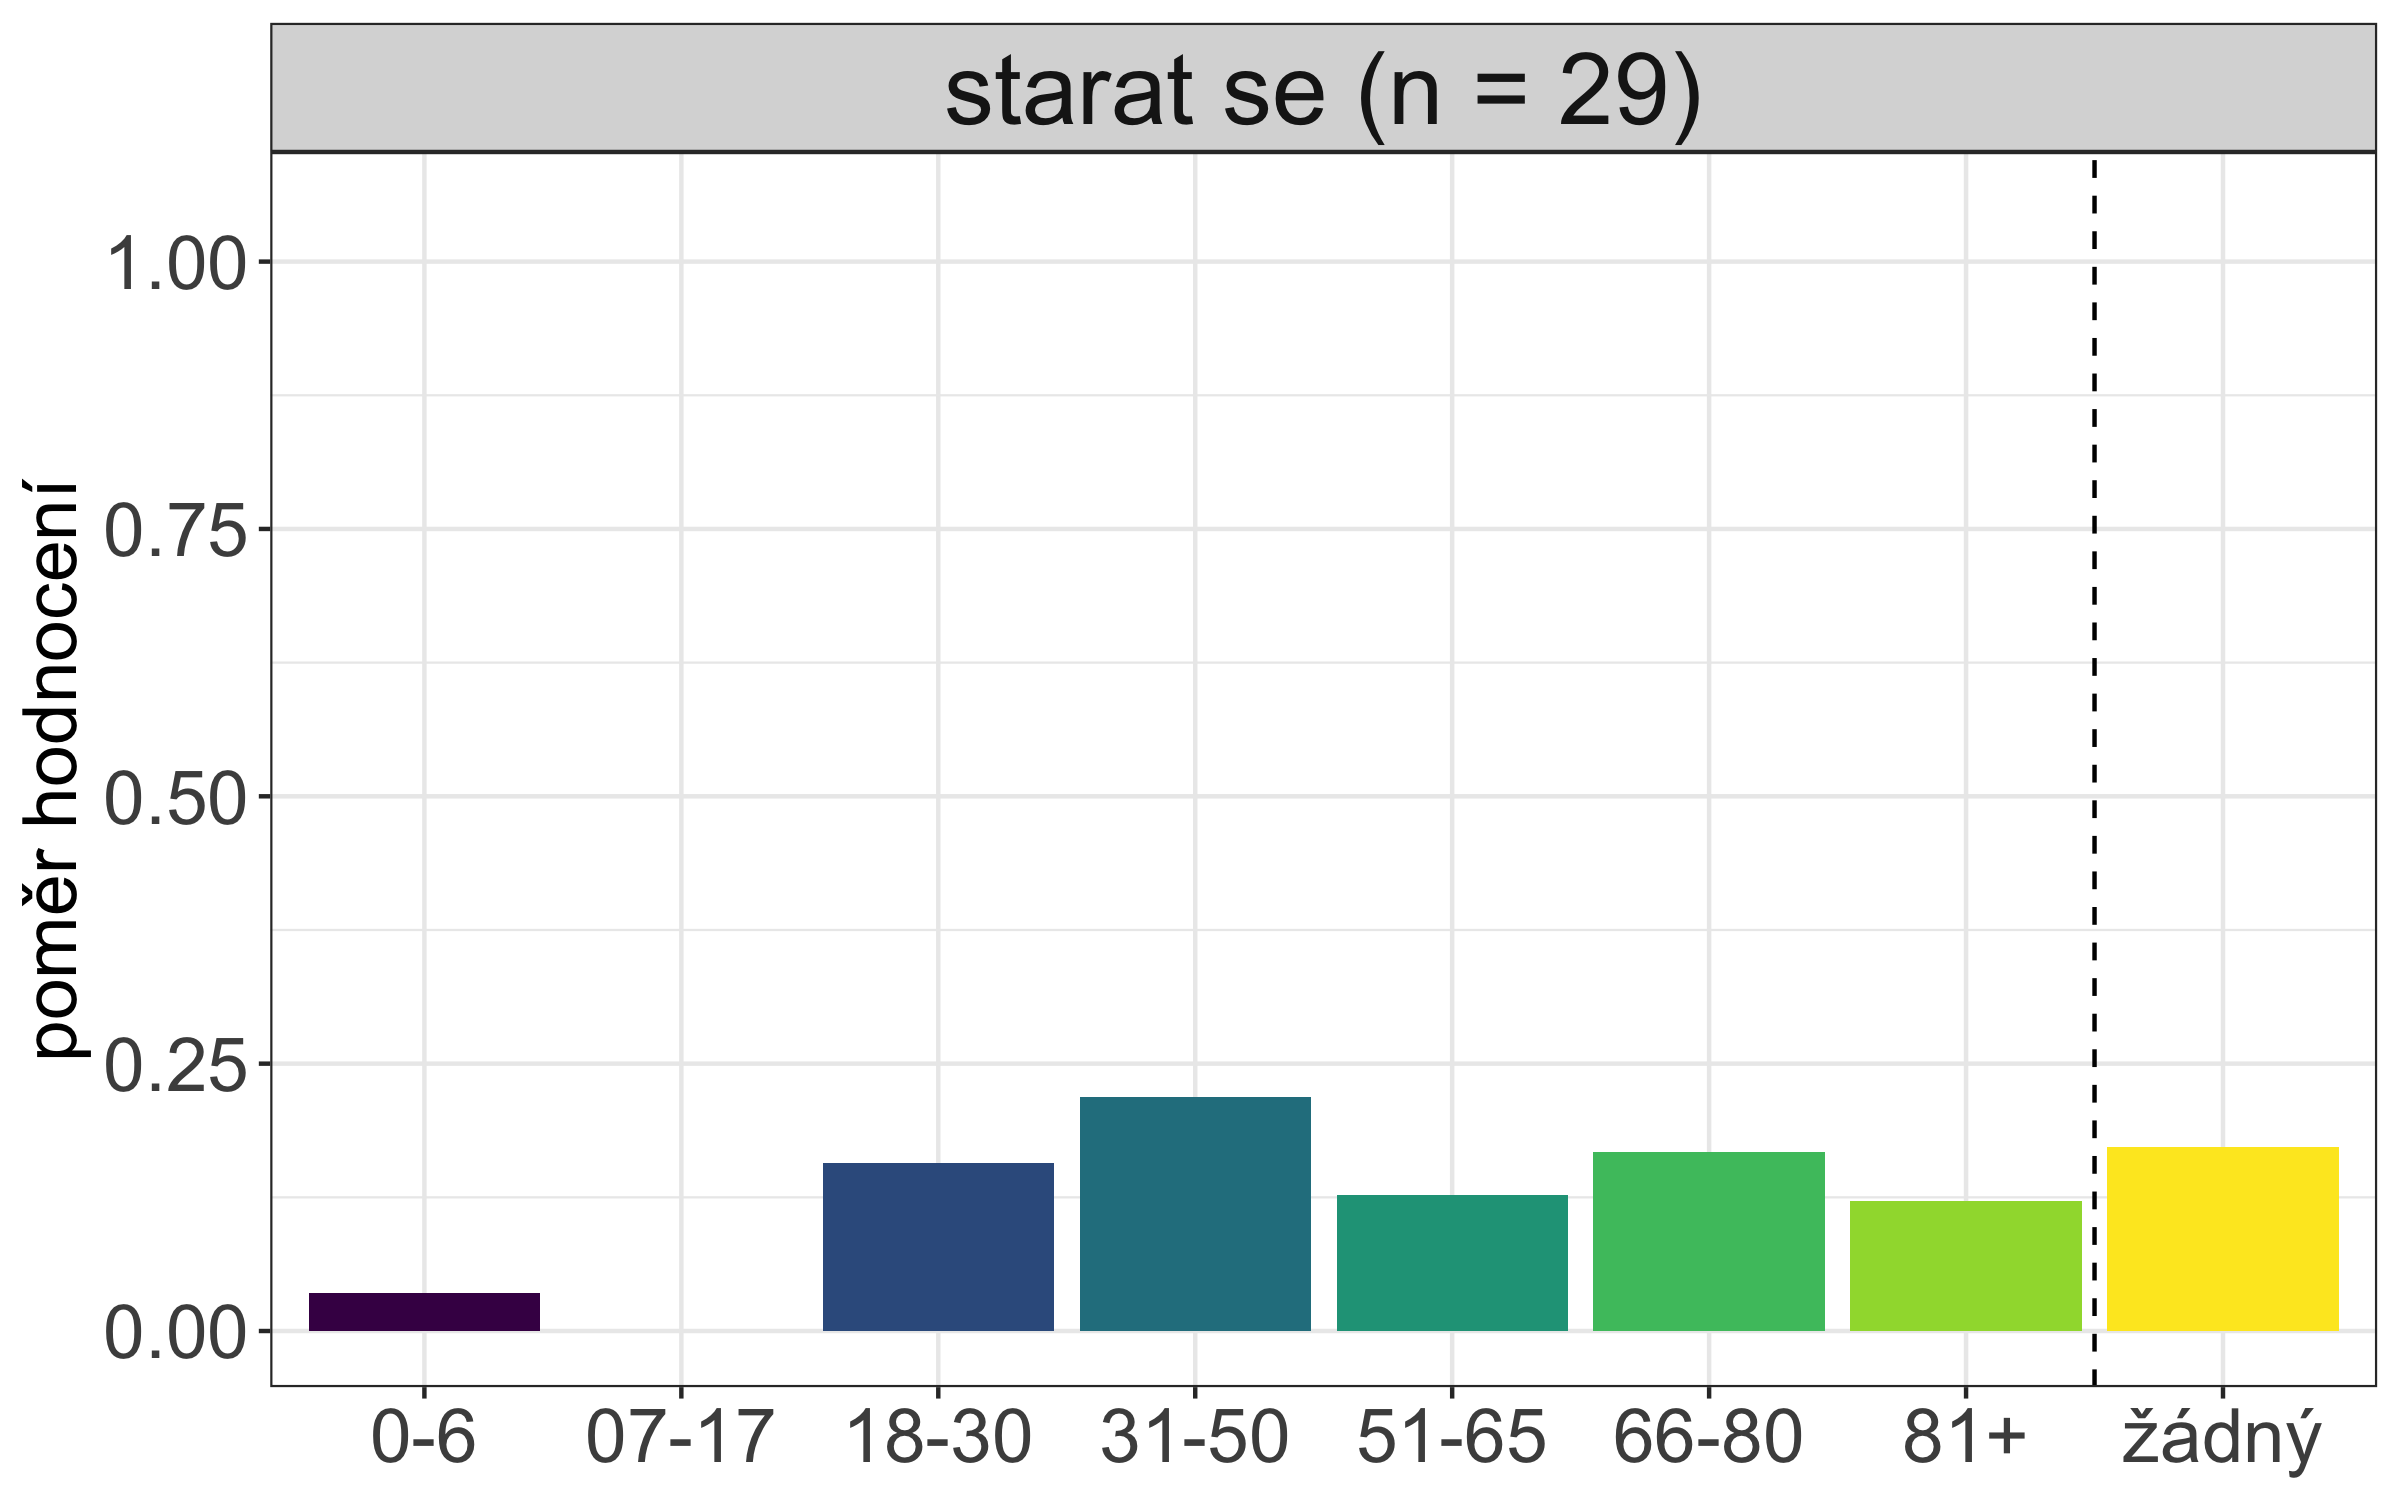 starat se (n = 29)
poměr hodnocení
1.00
0.75
0.50
0.25
0.00
0-6 07-17 18-30 31-50 51-65 66-80 81+ žádný